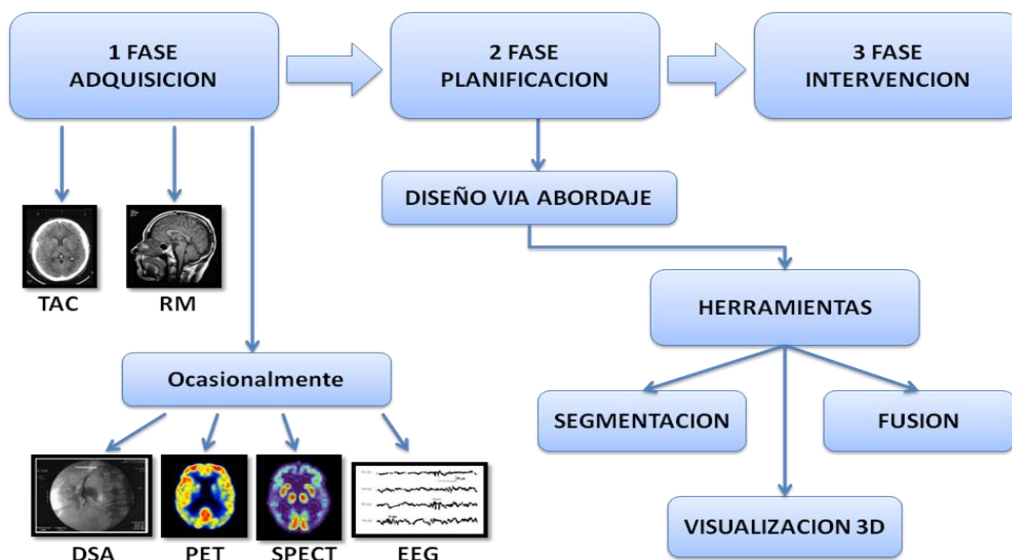 1 FASE
ADQUISICION
2 FASE
PLANIFICACION
3 FASE
INTERVENCION
DISEÑO VIA ABORDAJE
TAC
RM
HERRAMIENTAS
Ocasionalmente
SEGMENTACION
FUSION
VISUALIZACION 3D
DSA
PET
SPECT
EEG